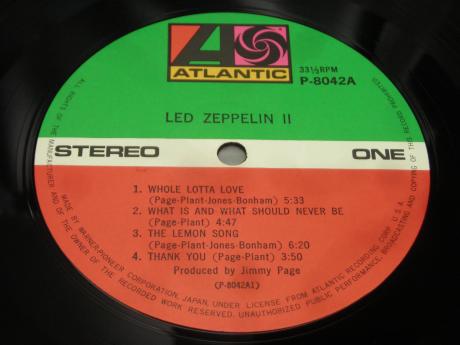 ATLANTIC
33⅓RPM
P-8042A
LED ZEPPELIN II
STEREO
ONE
1. WHOLE LOTTA LOVE
(Page-Plant-Jones-Bonham) 5:33
2. WHAT IS AND WHAT SHOULD NEVER BE
(Page-Plant) 4:47
3. THE LEMON SONG
(Page-Plant-Jones-Bonham) 6:20
4. THANK YOU (Page-Plant) 3:50
Produced by Jimmy Page
(P-8042A1)
MADE BY WARNER-PIONEER CORPORATION, JAPAN, UNDER LICENSE FROM ATLANTIC RECORDING CORP. U.S.A.
ALL RIGHTS OF THE MANUFACTURER AND OF THE OWNER OF THE RECORDED WORK RESERVED. UNAUTHORIZED PUBLIC PERFORMANCE, BROADCASTING AND COPYING OF THIS RECORD PROHIBITED